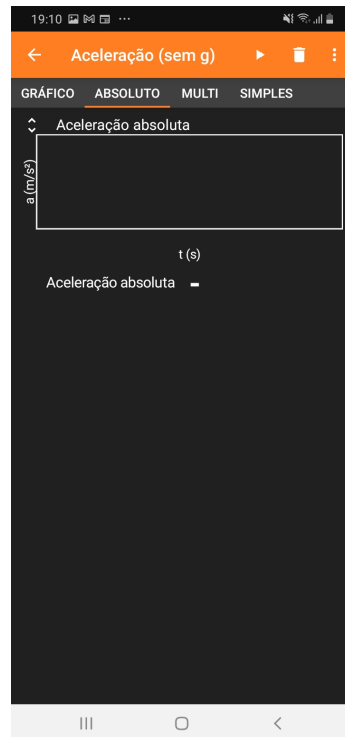 19:10
Aceleração (sem g)
GRÁFICO ABSOLUTO MULTI SIMPLES
Aceleração absoluta
a (m/s²)
t (s)
Aceleração absoluta -